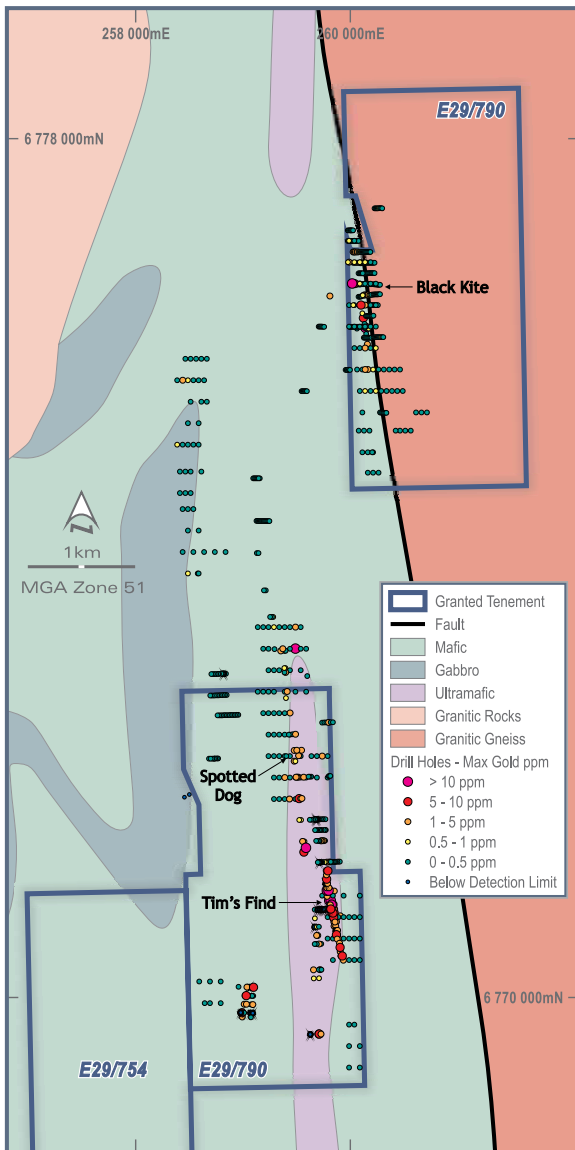 258 000mE
260 000mE
E29/790
6 778 000mN
Black Kite
Z
1km
MGA Zone 51
Granted Tenement
Fault
Mafic
Gabbro
Ultramafic
Granitic Rocks
Granitic Gneiss
Drill Holes - Max Gold ppm
> 10 ppm
5 - 10 ppm
1 - 5 ppm
0.5 - 1 ppm
0 - 0.5 ppm
Below Detection Limit
Spotted
Dog
Tim's Find
6 770 000mN
E29/754
E29/790